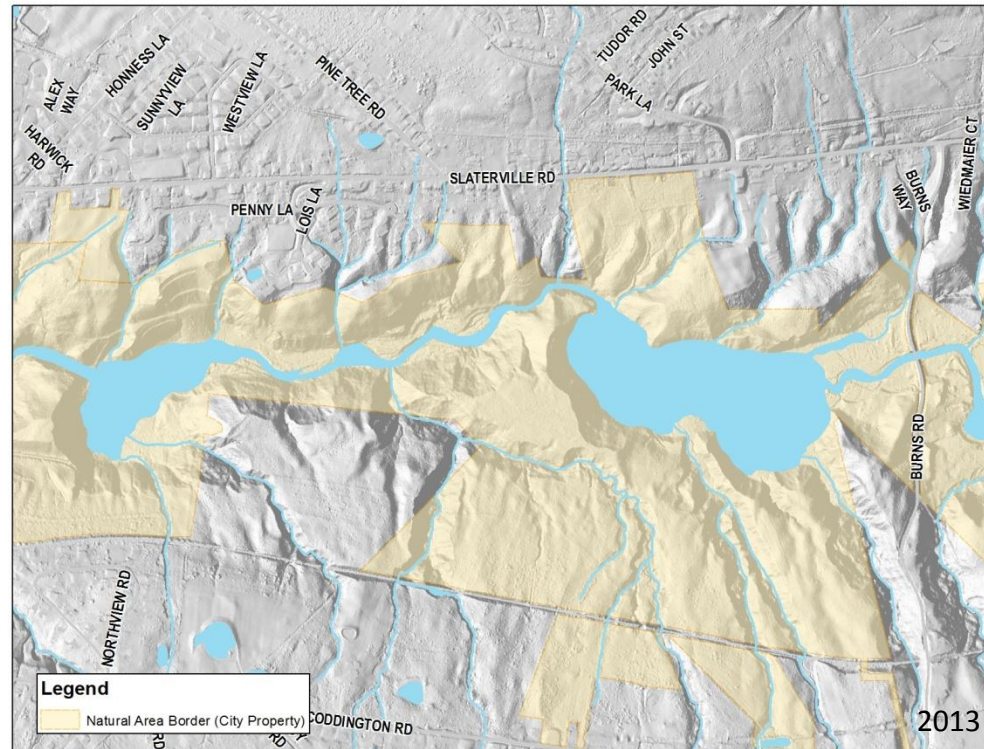 ALEX
WAY
HONNESS LA
SUNNYVIEW
LA
WESTVIEW LA
PINE TREE RD
TUDOR RD
JOHN ST
PARK LA
HARWICK
RD
SLATERVILLE RD
PENNY LA
LOIS LA
BURNS
WAY
WIEDMAIER CT
BURNS RD
NORTHVIEW RD
Legend
Natural Area Border (City Property)
RD
RD
CODDINGTON RD
2013